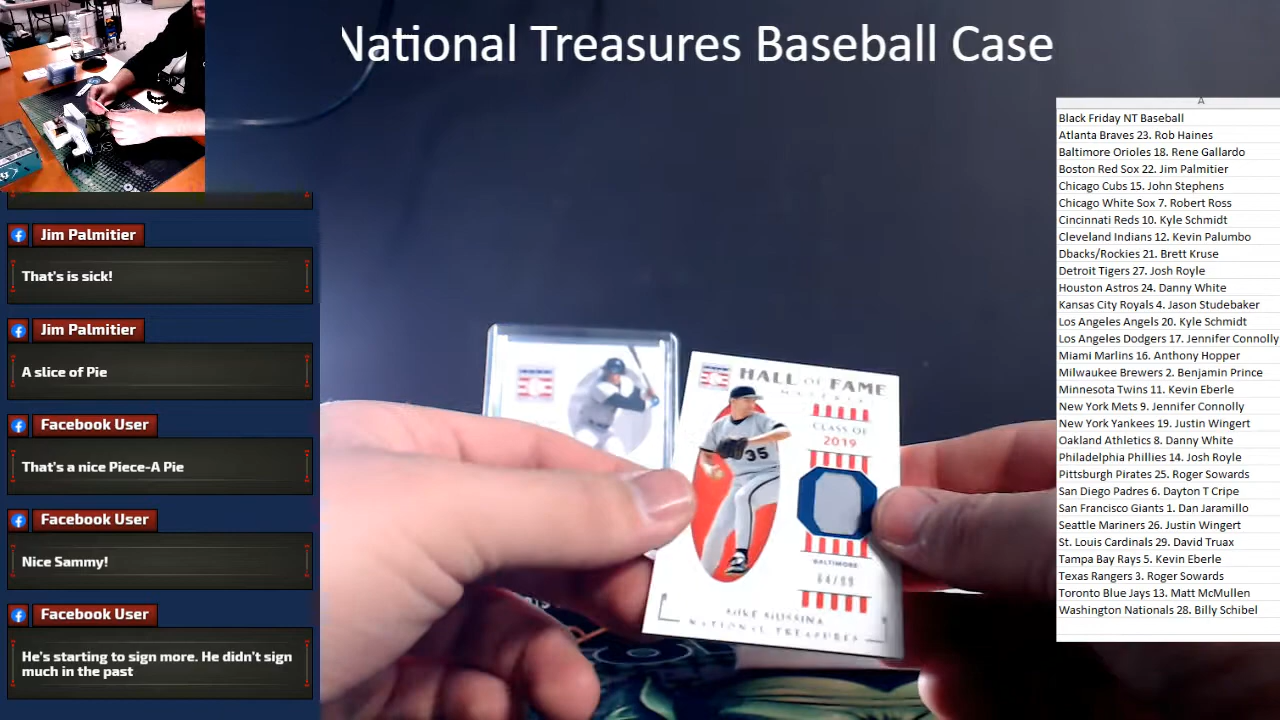 National Treasures Baseball Case
A
Black Friday NT Baseball
Atlanta Braves 23. Rob Haines
Baltimore Orioles 18. Rene Gallardo
Boston Red Sox 22. Jim Palmitier
Chicago Cubs 15. John Stephens
Chicago White Sox 7. Robert Ross
Cincinnati Reds 10. Kyle Schmidt
Cleveland Indians 12. Kevin Palumbo
Dbacks/Rockies 21. Brett Kruse
Detroit Tigers 27. Josh Royle
Houston Astros 24. Danny White
Kansas City Royals 4. Jason Studebaker
Los Angeles Angels 20. Kyle Schmidt
Los Angeles Dodgers 17. Jennifer Connolly
Miami Marlins 16. Anthony Hopper
Milwaukee Brewers 2. Benjamin Prince
Minnesota Twins 11. Kevin Eberle
New York Mets 9. Jennifer Connolly
New York Yankees 19. Justin Wingert
Oakland Athletics 8. Danny White
Philadelphia Phillies 14. Josh Royle
Pittsburgh Pirates 25. Roger Sowards
San Diego Padres 6. Dayton T Cripe
San Francisco Giants 1. Dan Jaramillo
Seattle Mariners 26. Justin Wingert
St. Louis Cardinals 29. David Truax
Tampa Bay Rays 5. Kevin Eberle
Texas Rangers 3. Roger Sowards
Toronto Blue Jays 13. Matt McMullen
Washington Nationals 28. Billy Schibel
Jim Palmitier
That's is sick!
Jim Palmitier
A slice of Pie
Facebook User
That's a nice Piece-A Pie
Facebook User
Nice Sammy!
Facebook User
He's starting to sign more. He didn't sign
much in the past
HALL OF FAME
CLASS OF
2019
35
BALTIMORE
64/99
MIKE MUSSINA
NATIONAL TREASURES